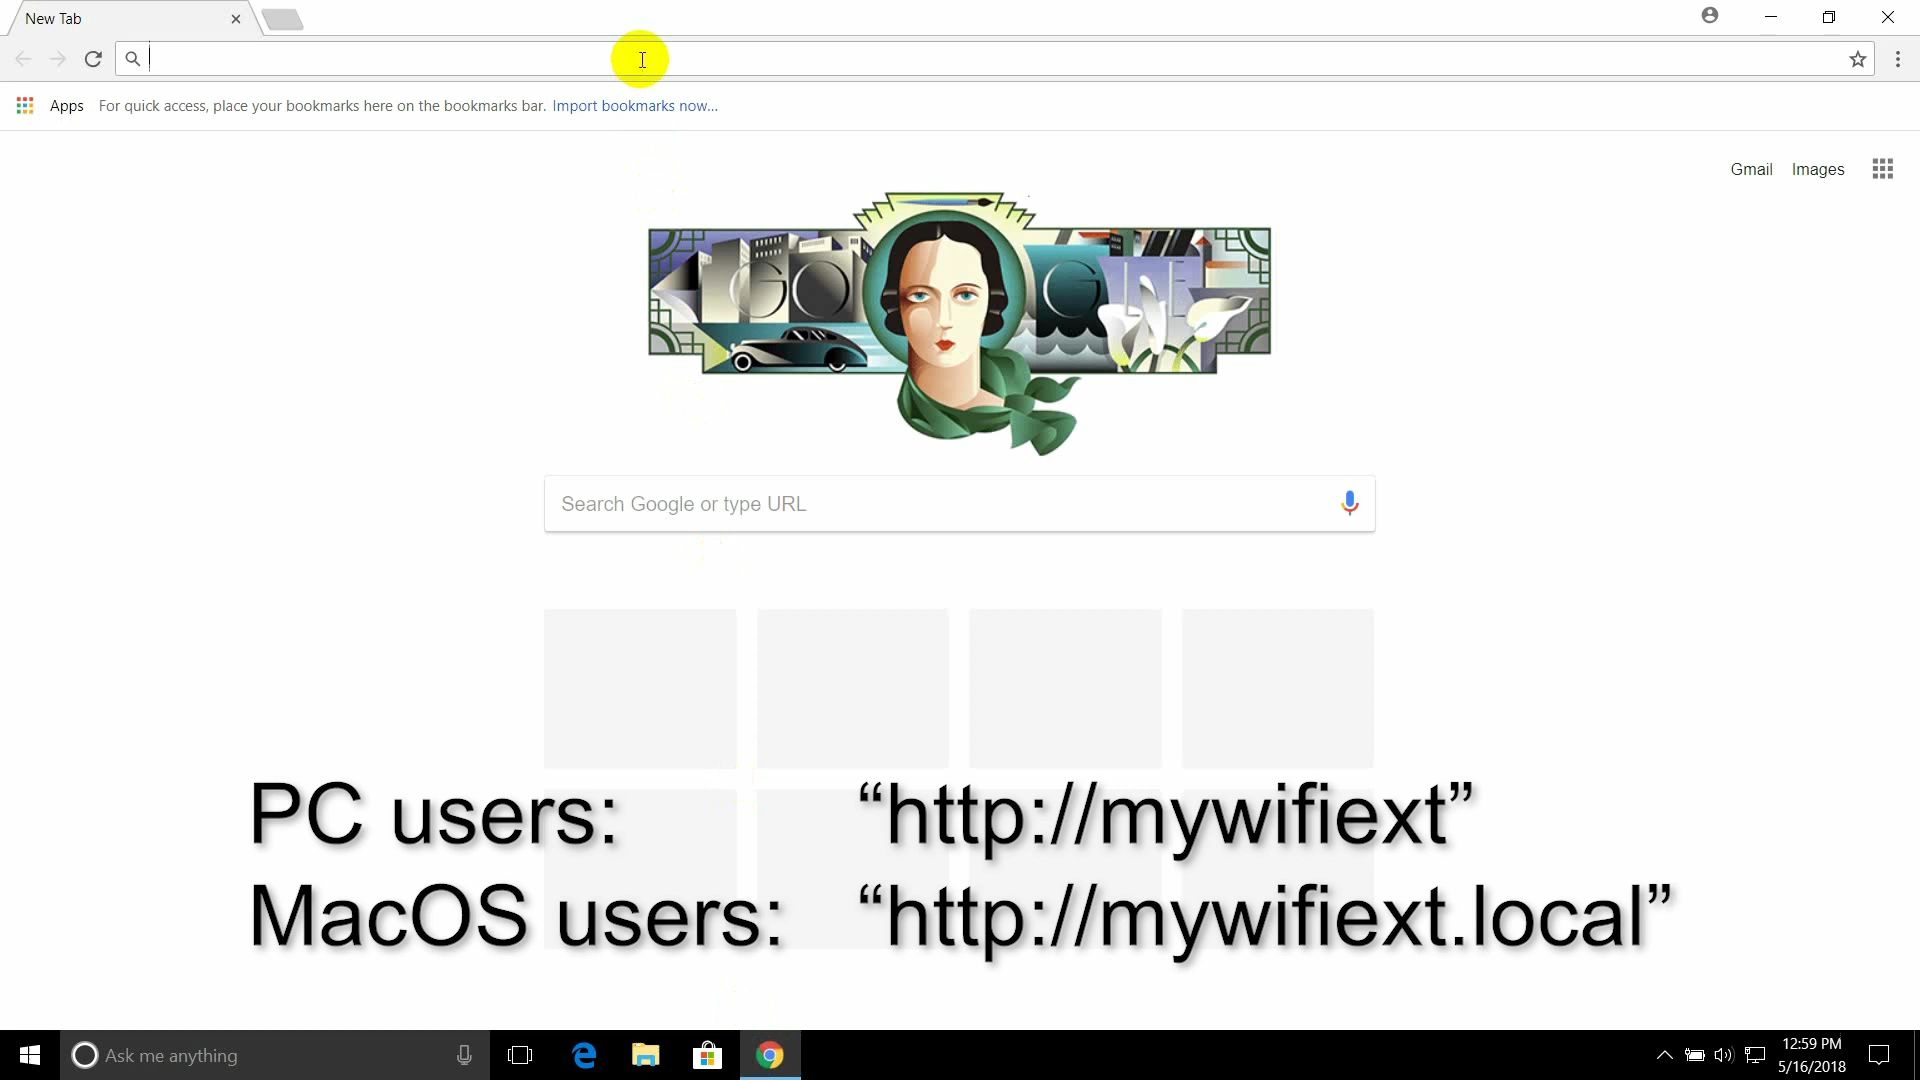 New Tab
Apps For quick access, place your bookmarks here on the bookmarks bar. Import bookmarks now...
Gmail Images
GOOGLE
Search Google or type URL
PC users: “http://mywifiext”
MacOS users: “http://mywifiext.local”
Ask me anything
12:59 PM
5/16/2018